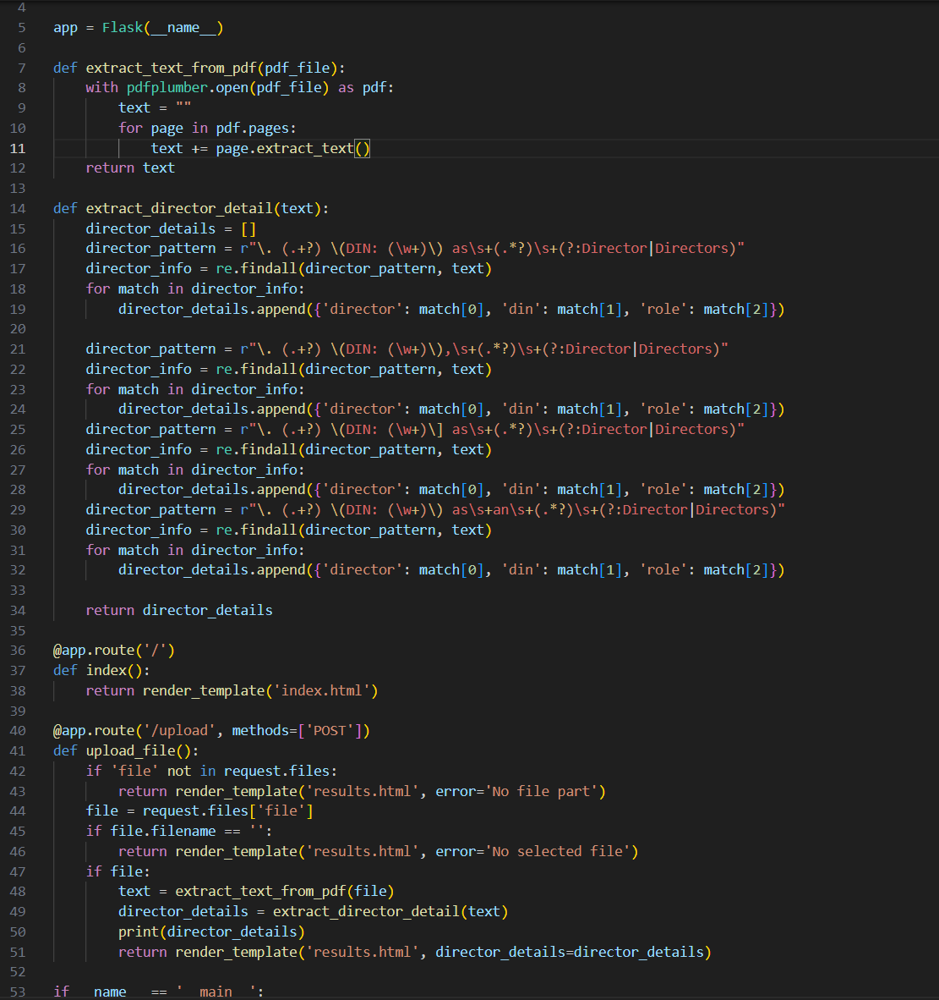 4
5 app = Flask(__name__)
6
7 def extract_text_from_pdf(pdf_file):
8     with pdfplumber.open(pdf_file) as pdf:
9         text = ""
10         for page in pdf.pages:
11             text += page.extract_text()
12     return text
13
14 def extract_director_detail(text):
15     director_details = []
16     director_pattern = r"\. (.+?) \(DIN: (\w+)\) as\s+(.*?)\s+(?:Director|Directors)"
17     director_info = re.findall(director_pattern, text)
18     for match in director_info:
19         director_details.append({'director': match[0], 'din': match[1], 'role': match[2]})
20
21     director_pattern = r"\. (.+?) \(DIN: (\w+)\),\s+(.*?)\s+(?:Director|Directors)"
22     director_info = re.findall(director_pattern, text)
23     for match in director_info:
24         director_details.append({'director': match[0], 'din': match[1], 'role': match[2]})
25     director_pattern = r"\. (.+?) \(DIN: (\w+)\] as\s+(.*?)\s+(?:Director|Directors)"
26     director_info = re.findall(director_pattern, text)
27     for match in director_info:
28         director_details.append({'director': match[0], 'din': match[1], 'role': match[2]})
29     director_pattern = r"\. (.+?) \(DIN: (\w+)\) as\s+an\s+(.*?)\s+(?:Director|Directors)"
30     director_info = re.findall(director_pattern, text)
31     for match in director_info:
32         director_details.append({'director': match[0], 'din': match[1], 'role': match[2]})
33
34     return director_details
35
36 @app.route('/')
37 def index():
38     return render_template('index.html')
39
40 @app.route('/upload', methods=['POST'])
41 def upload_file():
42     if 'file' not in request.files:
43         return render_template('results.html', error='No file part')
44     file = request.files['file']
45     if file.filename == '':
46         return render_template('results.html', error='No selected file')
47     if file:
48         text = extract_text_from_pdf(file)
49         director_details = extract_director_detail(text)
50         print(director_details)
51         return render_template('results.html', director_details=director_details)
52
53 if __name__ == '__main__':